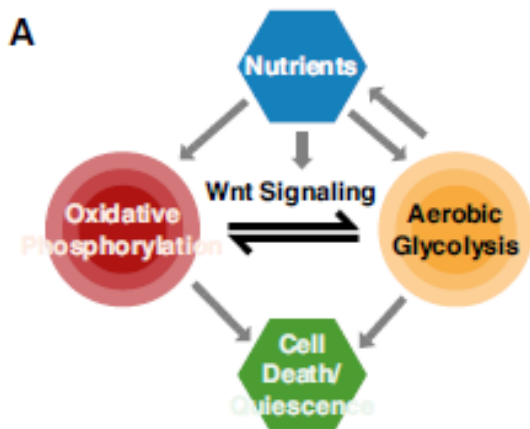 A
Nutrients
Wnt Signaling
Oxidative
Phosphorylation
Aerobic
Glycolysis
Cell
Death/
Quiescence